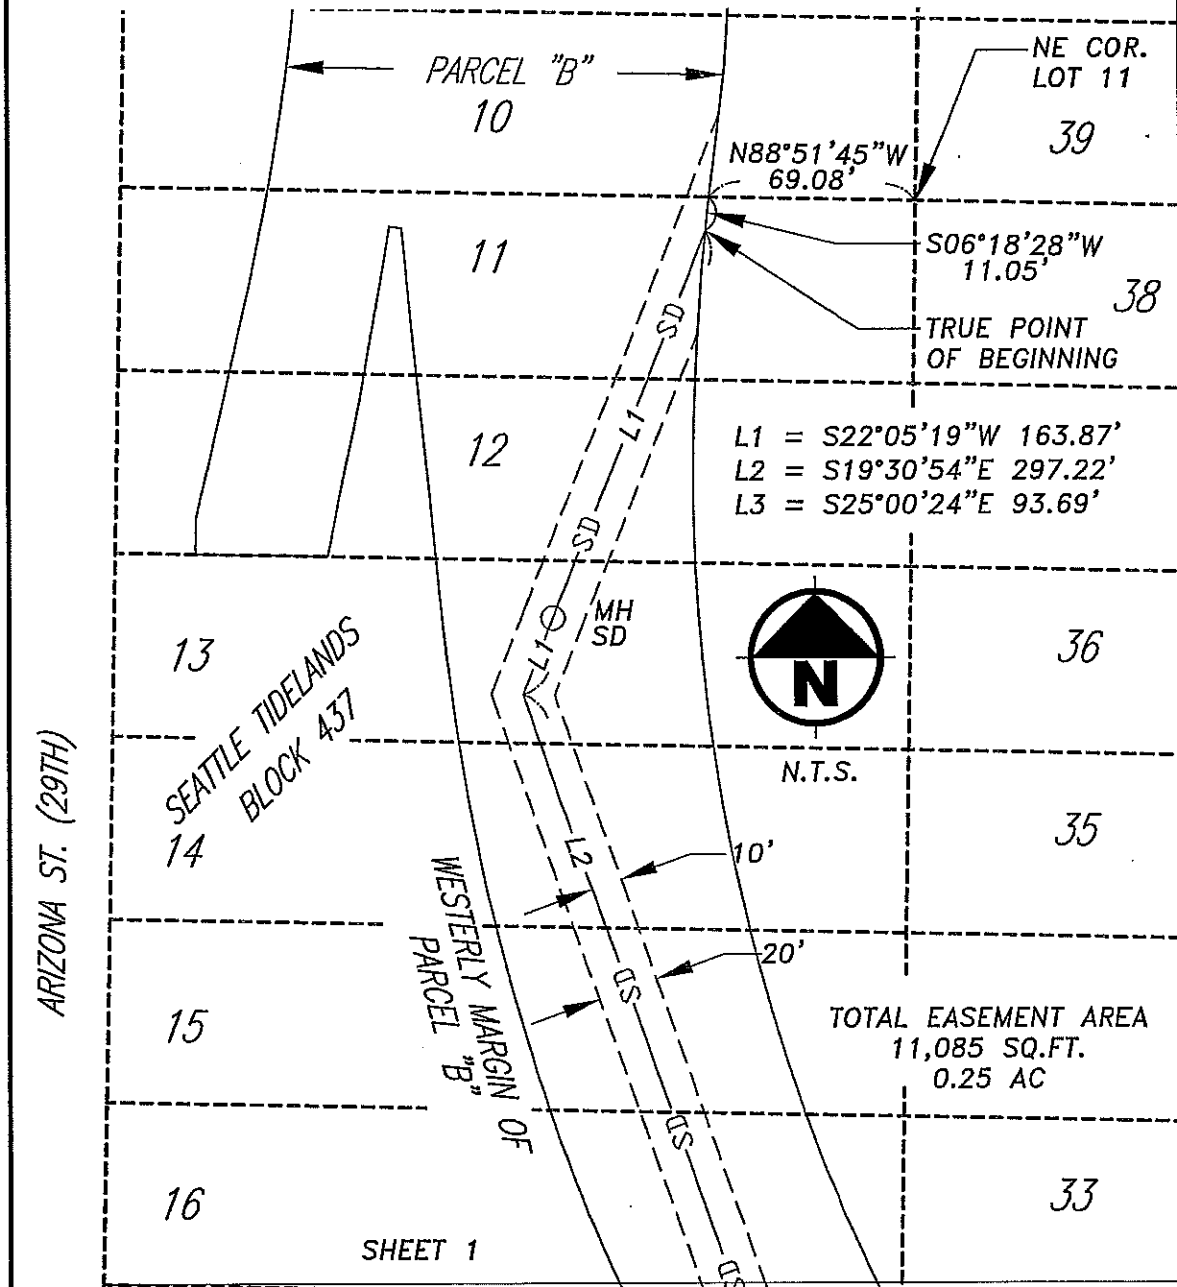 PARCEL "B"
10
NE COR.
LOT 11
39
N88°51'45"W
69.08'
11
S06°18'28"W
11.05'
38
TRUE POINT
OF BEGINNING
SD
L1
12
L1 = S22°05'19"W 163.87'
L2 = S19°30'54"E 297.22'
L3 = S25°00'24"E 93.69'
SD
MH
SD
L1
13
36
N
N.T.S.
SEATTLE TIDELANDS
BLOCK 437
ARIZONA ST. (29TH)
14
L2
10'
35
WESTERLY MARGIN OF
PARCEL "B"
20'
SD
15
TOTAL EASEMENT AREA
11,085 SQ.FT.
0.25 AC
SD
16
33
SHEET 1
SD